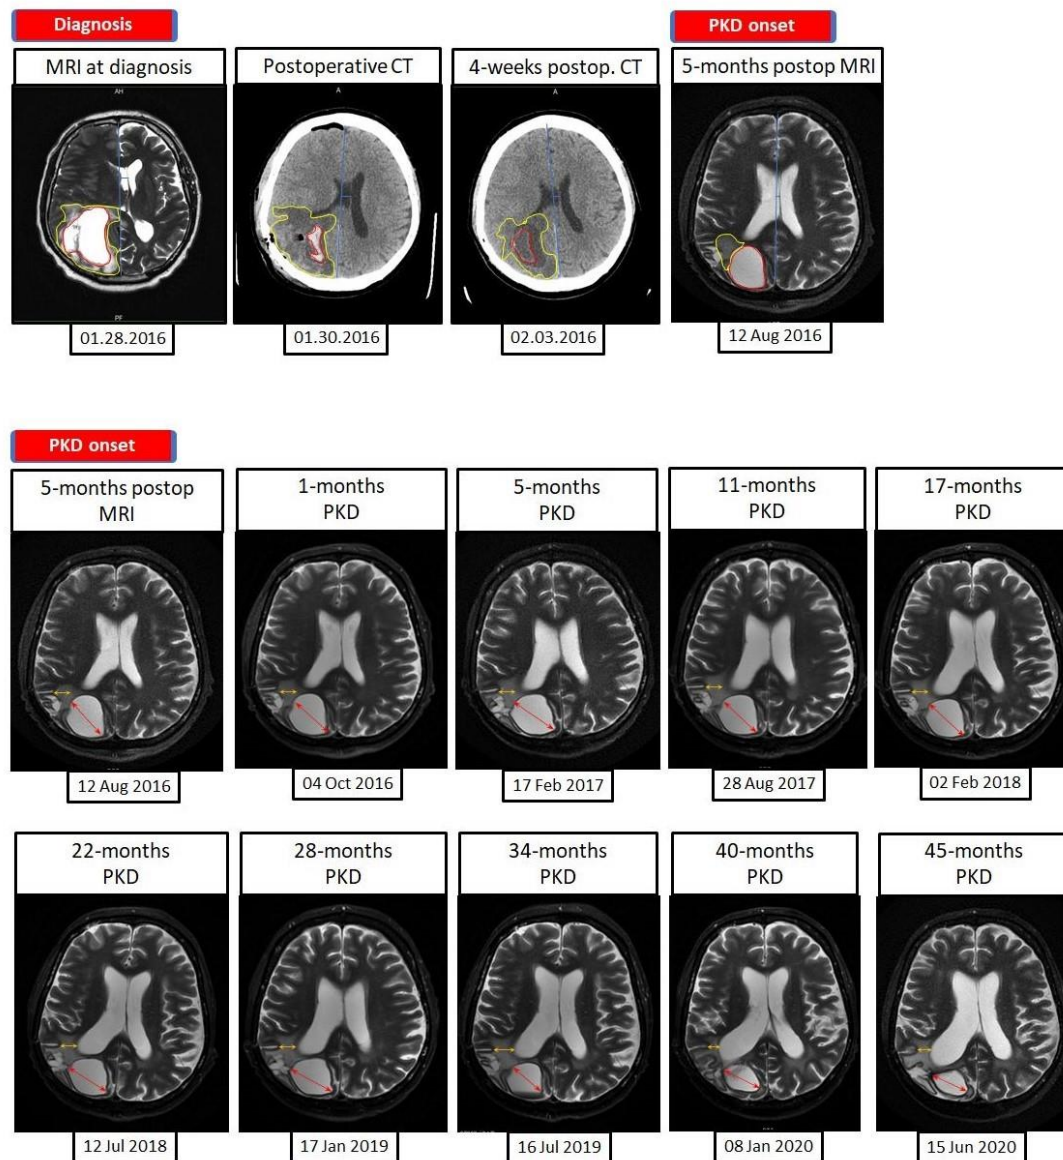 Diagnosis
PKD onset
MRI at diagnosis
Postoperative CT
4-weeks postop. CT
5-months postop MRI
AH
A
A
PF
01.28.2016
01.30.2016
02.03.2016
12 Aug 2016
PKD onset
5-months postop
MRI
1-months
PKD
5-months
PKD
11-months
PKD
17-months
PKD
12 Aug 2016
04 Oct 2016
17 Feb 2017
28 Aug 2017
02 Feb 2018
22-months
PKD
28-months
PKD
34-months
PKD
40-months
PKD
45-months
PKD
12 Jul 2018
17 Jan 2019
16 Jul 2019
08 Jan 2020
15 Jun 2020